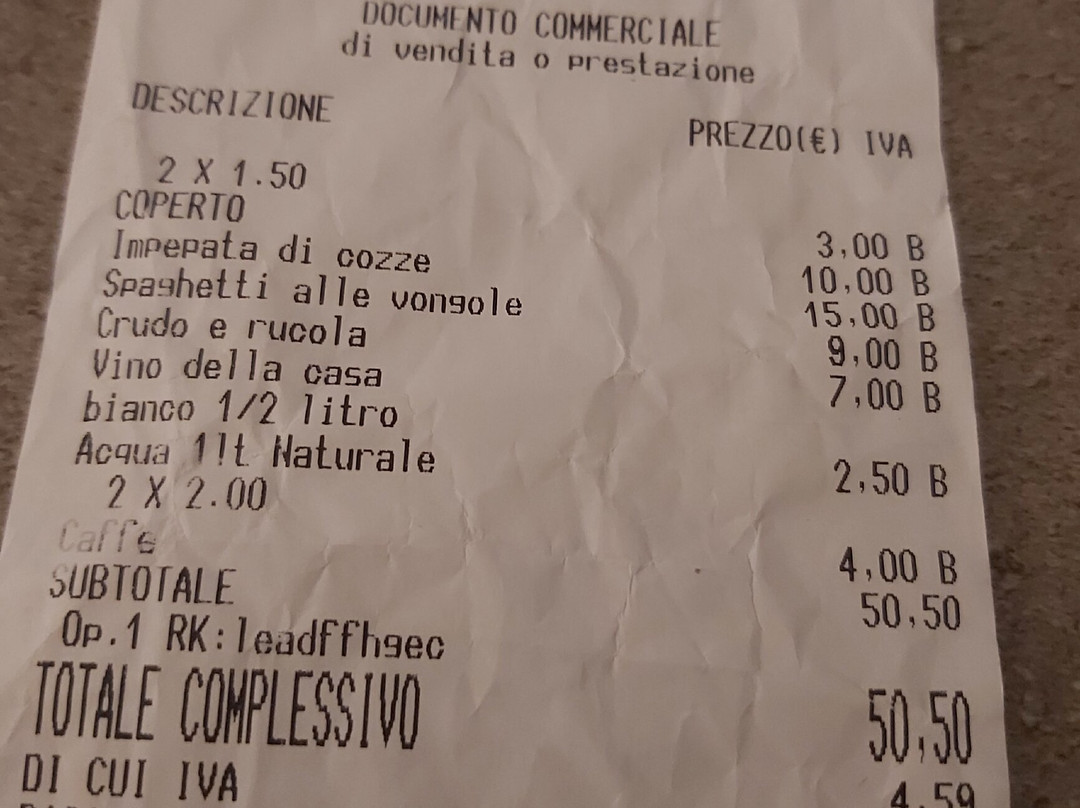 DOCUMENTO COMMERCIALE
di vendita o prestazione
DESCRIZIONE PREZZO(€) IVA
2 X 1.50
COPERTO 3,00 B
Impepata di cozze 10,00 B
Spaghetti alle vongole 15,00 B
Crudo e rucola 9,00 B
Vino della casa 7,00 B
bianco 1/2 litro
Acqua 1lt Naturale 2,50 B
2 X 2.00
Caffe 4,00 B
SUBTOTALE 50,50
Op.1 RK:leadffhgec
TOTALE COMPLESSIVO 50,50
DI CUI IVA 4,59